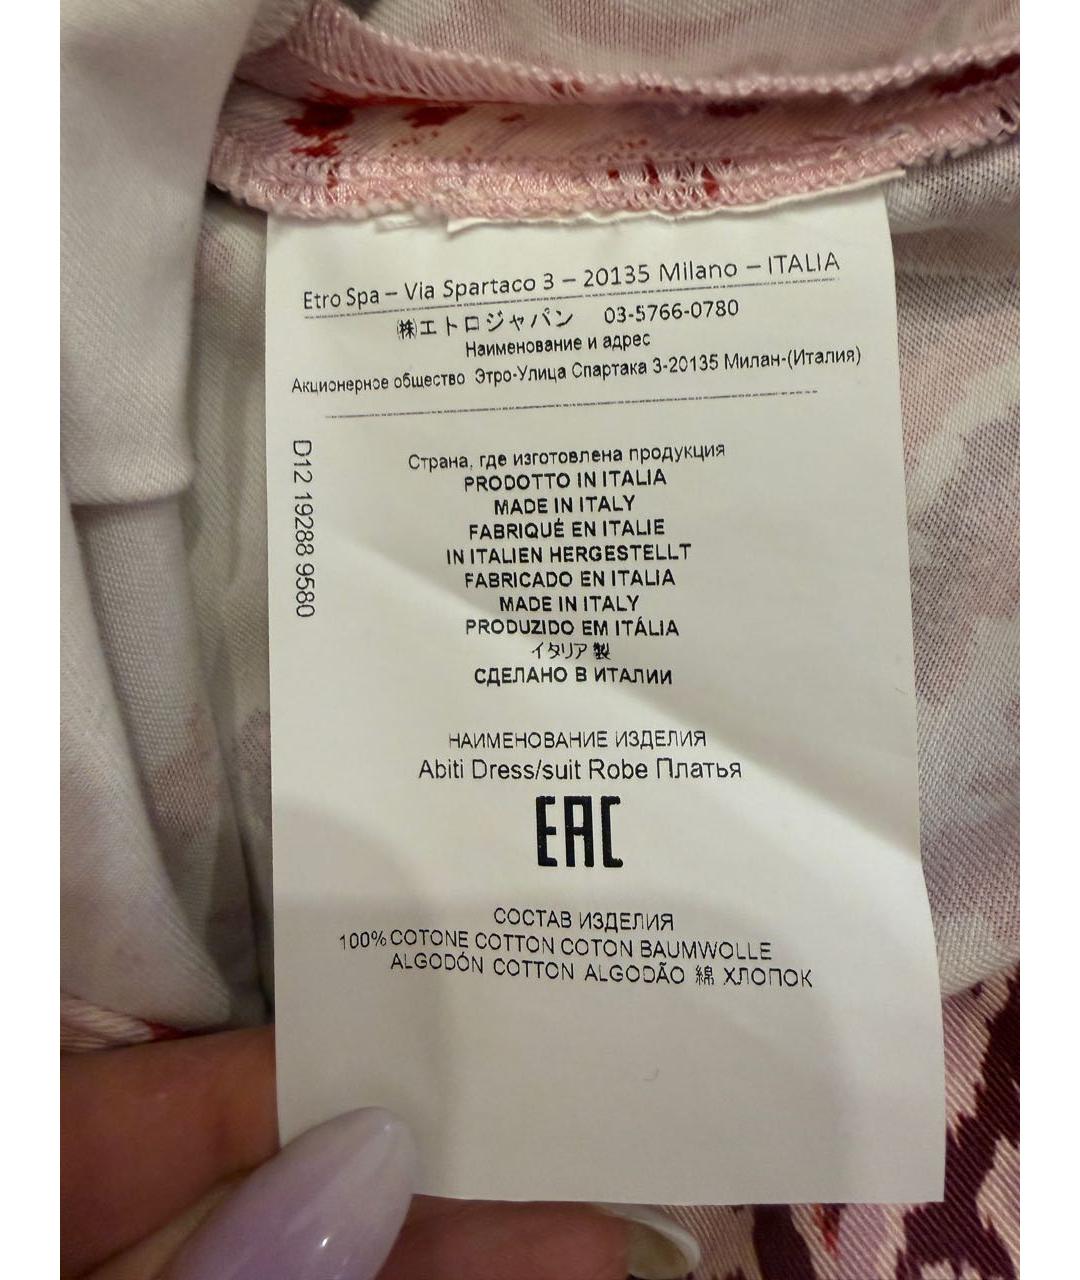 Etro Spa – Via Spartaco 3 – 20135 Milano – ITALIA
㈱エトロジャパン 03-5766-0780
Наименование и адрес
Акционерное общество Этро-Улица Спартака 3-20135 Милан-(Италия)
D12 19288 9580
Страна, где изготовлена продукция
PRODOTTO IN ITALIA
MADE IN ITALY
FABRIQUÉ EN ITALIE
IN ITALIEN HERGESTELLT
FABRICADO EN ITALIA
MADE IN ITALY
PRODUZIDO EM ITÁLIA
イタリア製
СДЕЛАНО В ИТАЛИИ
НАИМЕНОВАНИЕ ИЗДЕЛИЯ
Abiti Dress/suit Robe Платья
EAC
СОСТАВ ИЗДЕЛИЯ
100% COTONE COTTON COTON BAUMWOLLE
ALGODÓN COTTON ALGODÃO 綿 ХЛОПОК